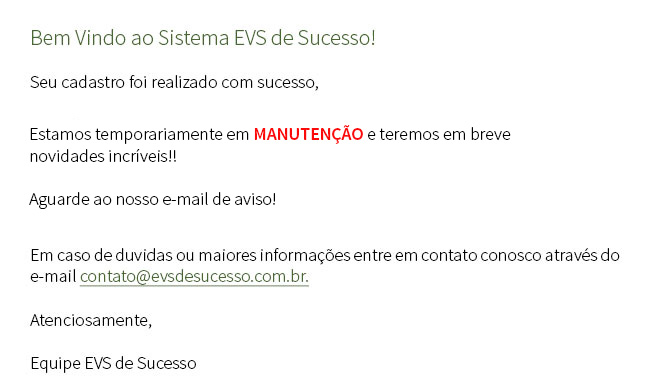 Bem Vindo ao Sistema EVS de Sucesso!
Seu cadastro foi realizado com sucesso,
Estamos temporariamente em MANUTENÇÃO e teremos em breve
novidades incríveis!!
Aguarde ao nosso e-mail de aviso!
Em caso de duvidas ou maiores informações entre em contato conosco através do
e-mail contato@evsdesucesso.com.br.
Atenciosamente,
Equipe EVS de Sucesso